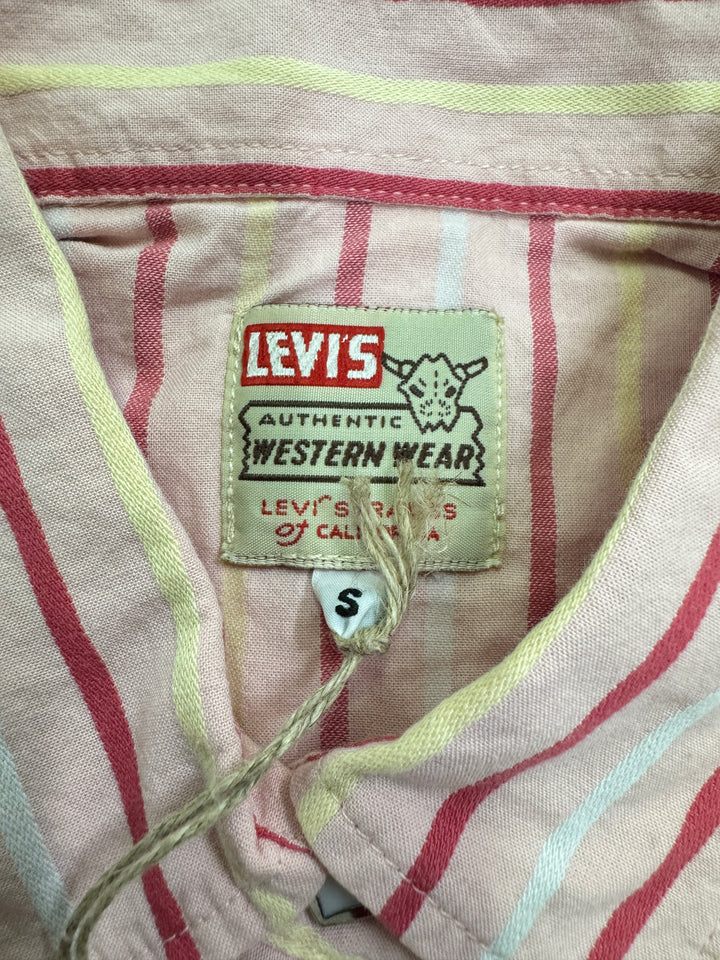 LEVI'S
AUTHENTIC
WESTERN WEAR
LEVI
of
S